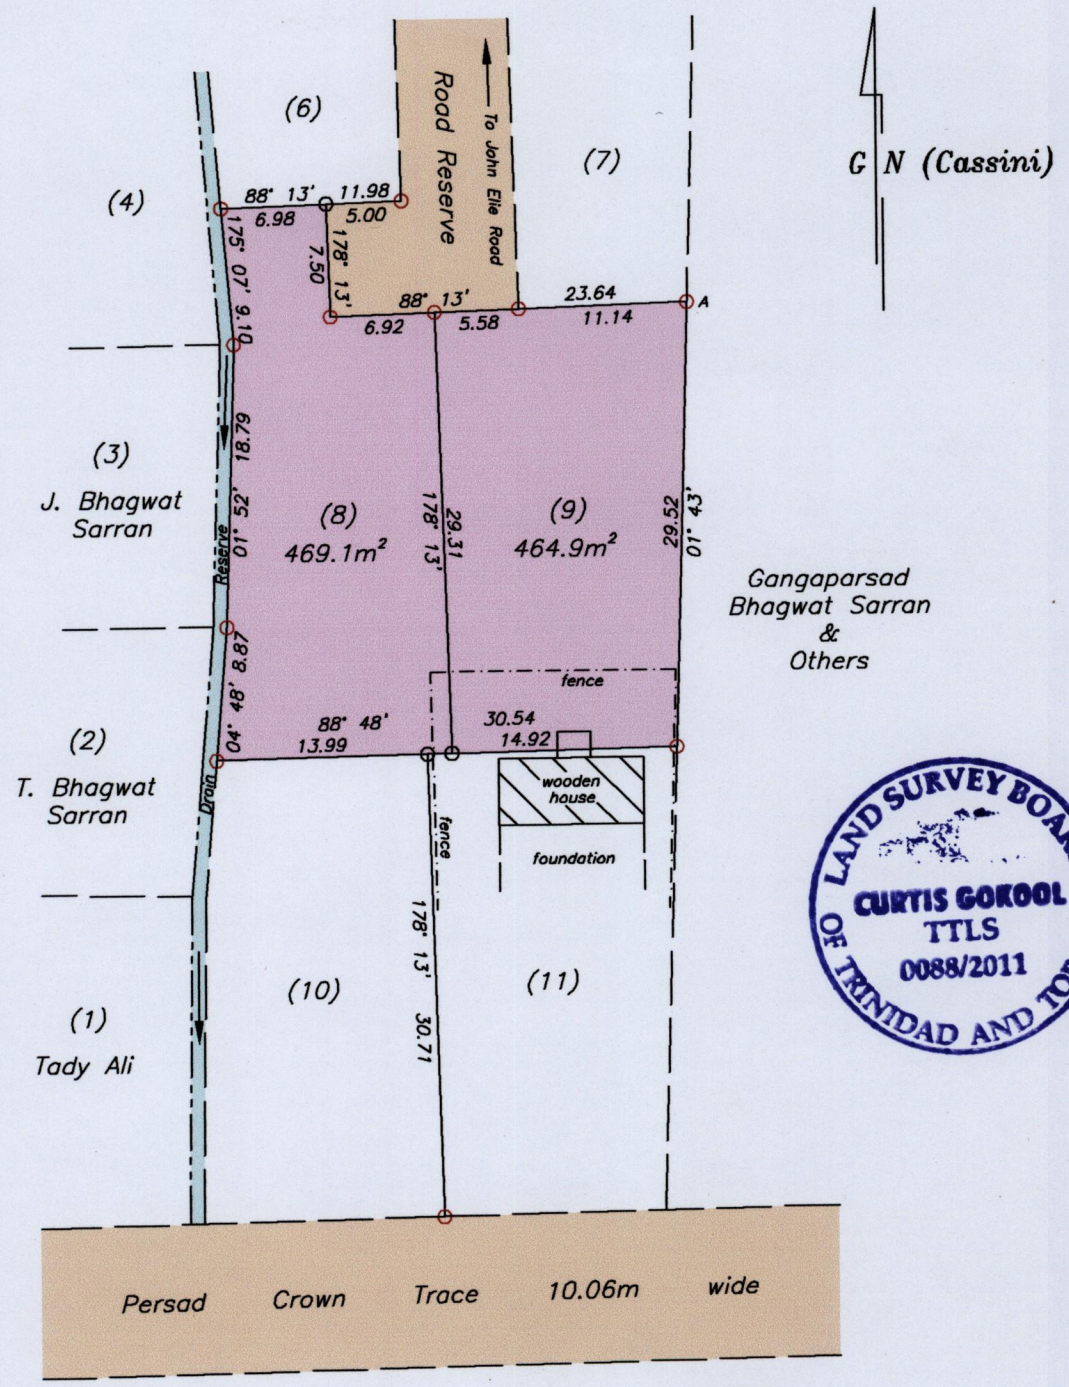 (6)
Road Reserve
To John Elie Road
(7)
G N (Cassini)
(4)
88° 13' 11.98
6.98
5.00
175° 07' 9.10
7.50
178° 13'
88° 13'
6.92
5.58
23.64
11.14
A
(3)
J. Bhagwat
Sarran
Reserve
01° 52' 18.79
(8)
469.1m²
178° 13'
29.31
(9)
464.9m²
29.52
01° 43'
Gangaparsad
Bhagwat Sarran
&
Others
04° 48' 8.87
fence
88° 48'
30.54
13.99
14.92
(2)
T. Bhagwat
Sarran
Drain
fence
wooden
house
foundation
LAND SURVEY BOA
OF TRINIDAD AND TO
CURTIS GOKOOL
TTLS
0088/2011
178° 13' 30.71
(10)
(11)
(1)
Tady Ali
Persad Crown Trace 10.06m wide